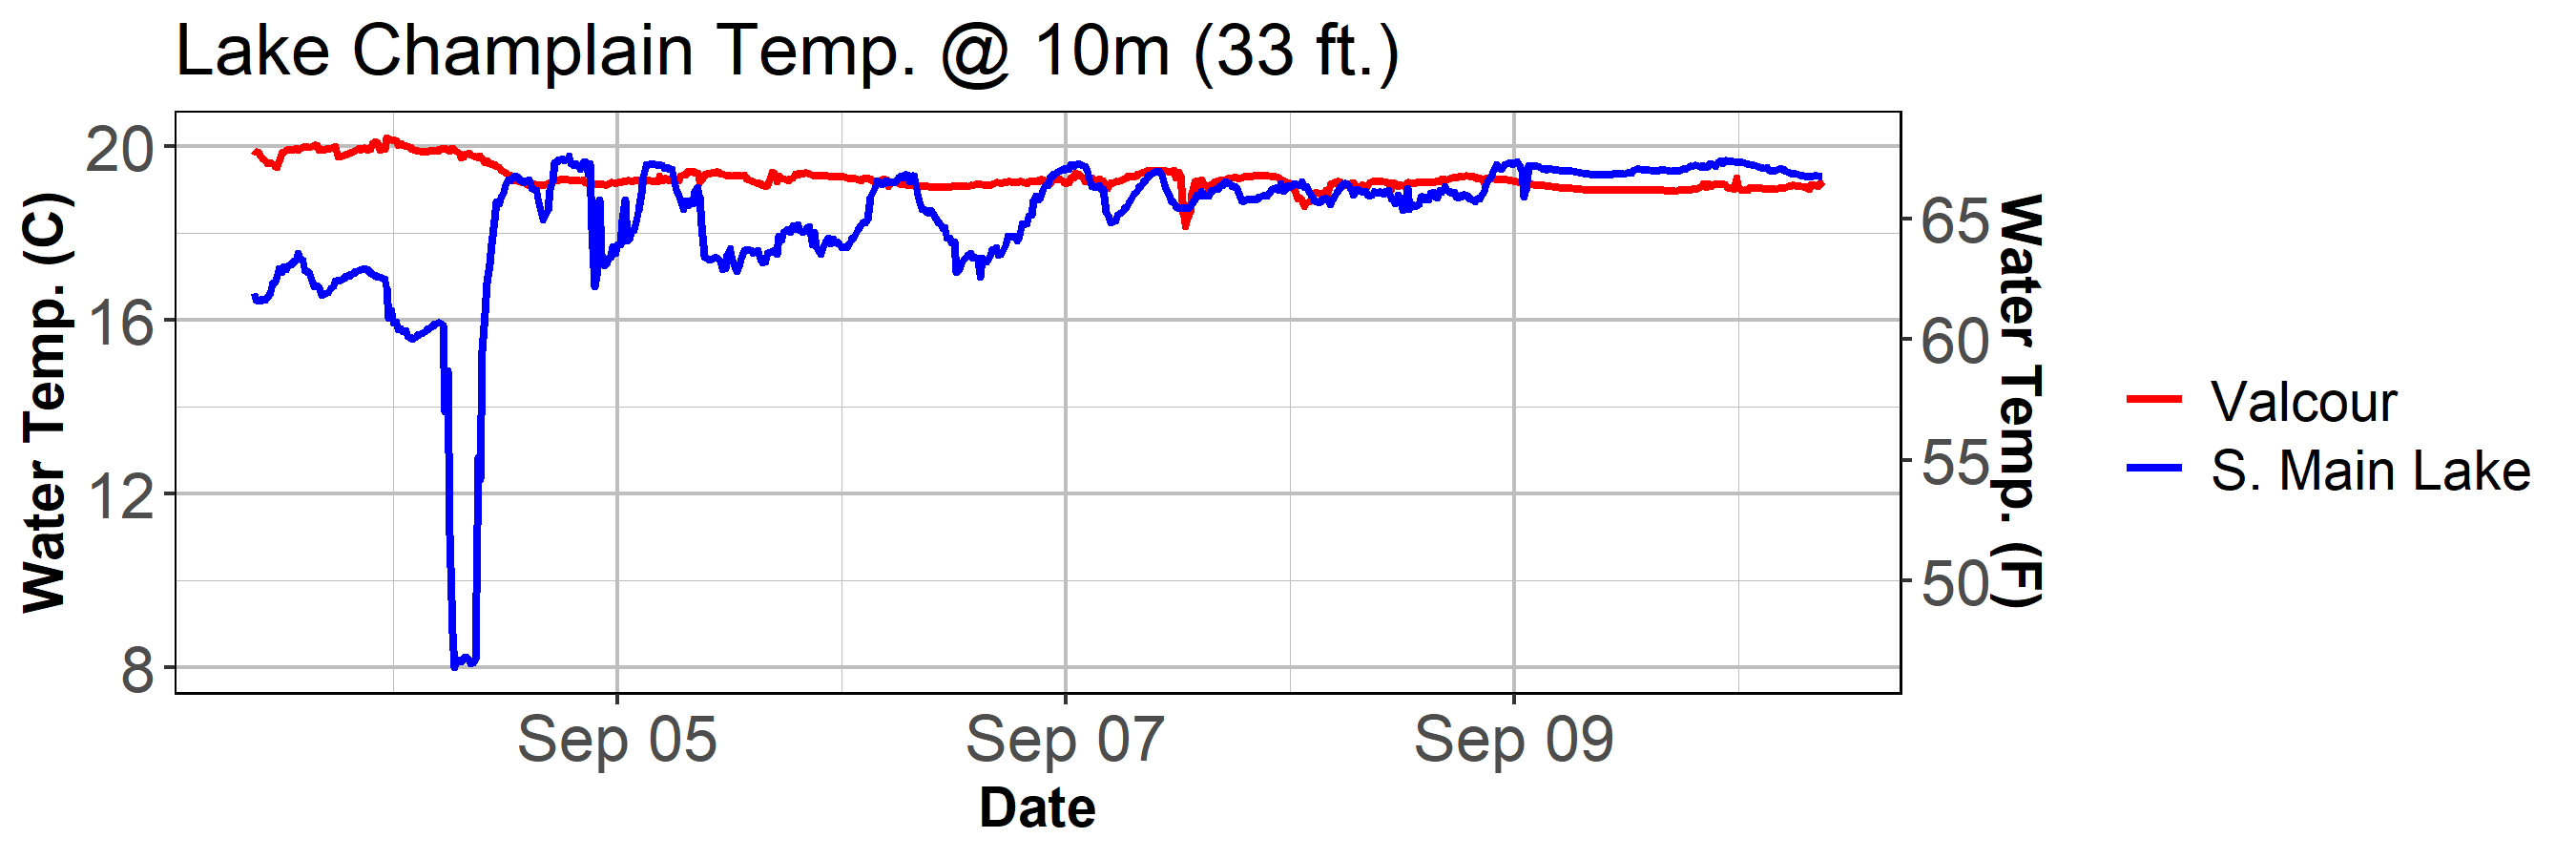 Lake Champlain Temp. @ 10m (33 ft.)
Water Temp. (C)
20
16
12
8
65
60
55
50
Water Temp. (F)
Valcour
S. Main Lake
Sep 05
Sep 07
Sep 09
Date